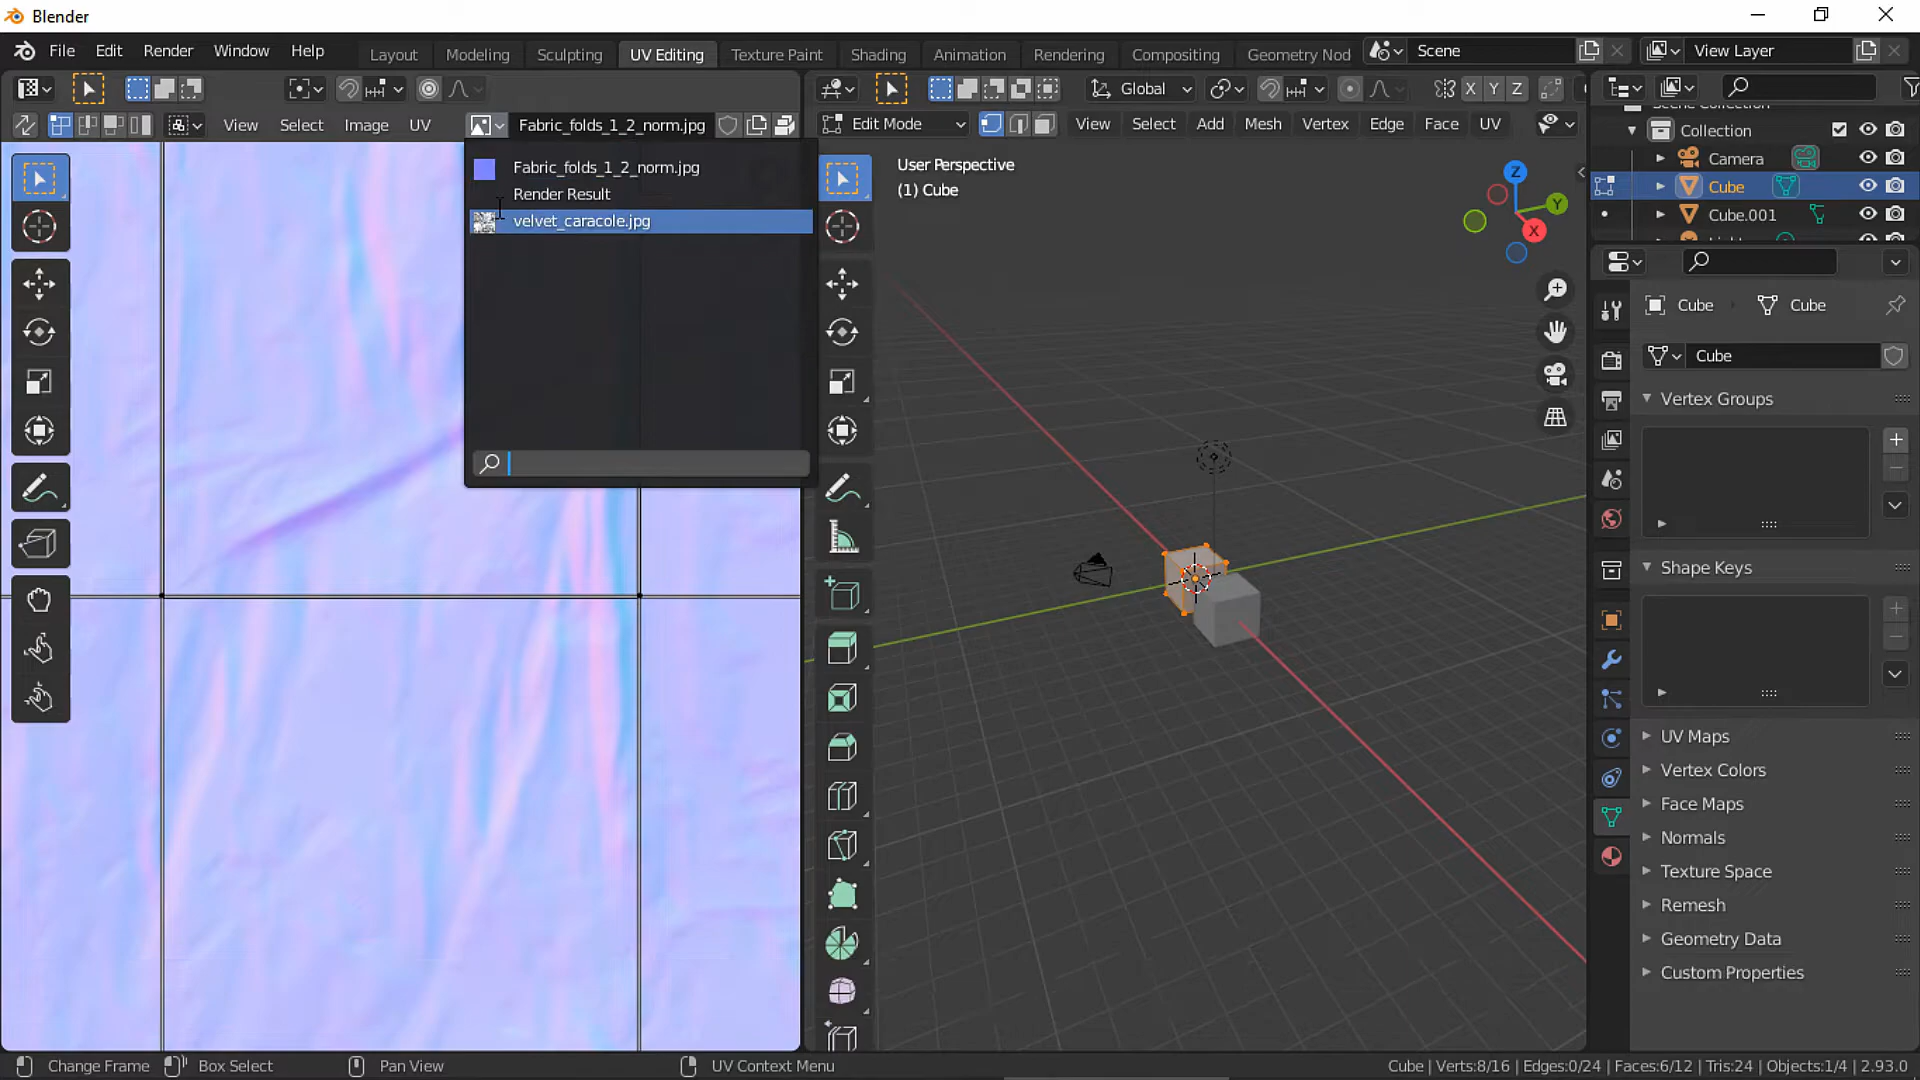 Blender
File Edit Render Window Help Layout Modeling Sculpting UV Editing Texture Paint Shading Animation Rendering Compositing Geometry Nod Scene View Layer
Global X Y Z
View Select Image UV Fabric_folds_1_2_norm.jpg Edit Mode View Select Add Mesh Vertex Edge Face UV
Scene Collection
Collection
Camera
Cube
Cube.001
Fabric_folds_1_2_norm.jpg
Render Result
velvet_caracole.jpg
User Perspective
(1) Cube
Z
Y
X
Cube Cube
Cube
Vertex Groups
Shape Keys
UV Maps
Vertex Colors
Face Maps
Normals
Texture Space
Remesh
Geometry Data
Custom Properties
Change Frame Box Select Pan View UV Context Menu Cube | Verts:8/16 | Edges:0/24 | Faces:6/12 | Tris:24 | Objects:1/4 | 2.93.0